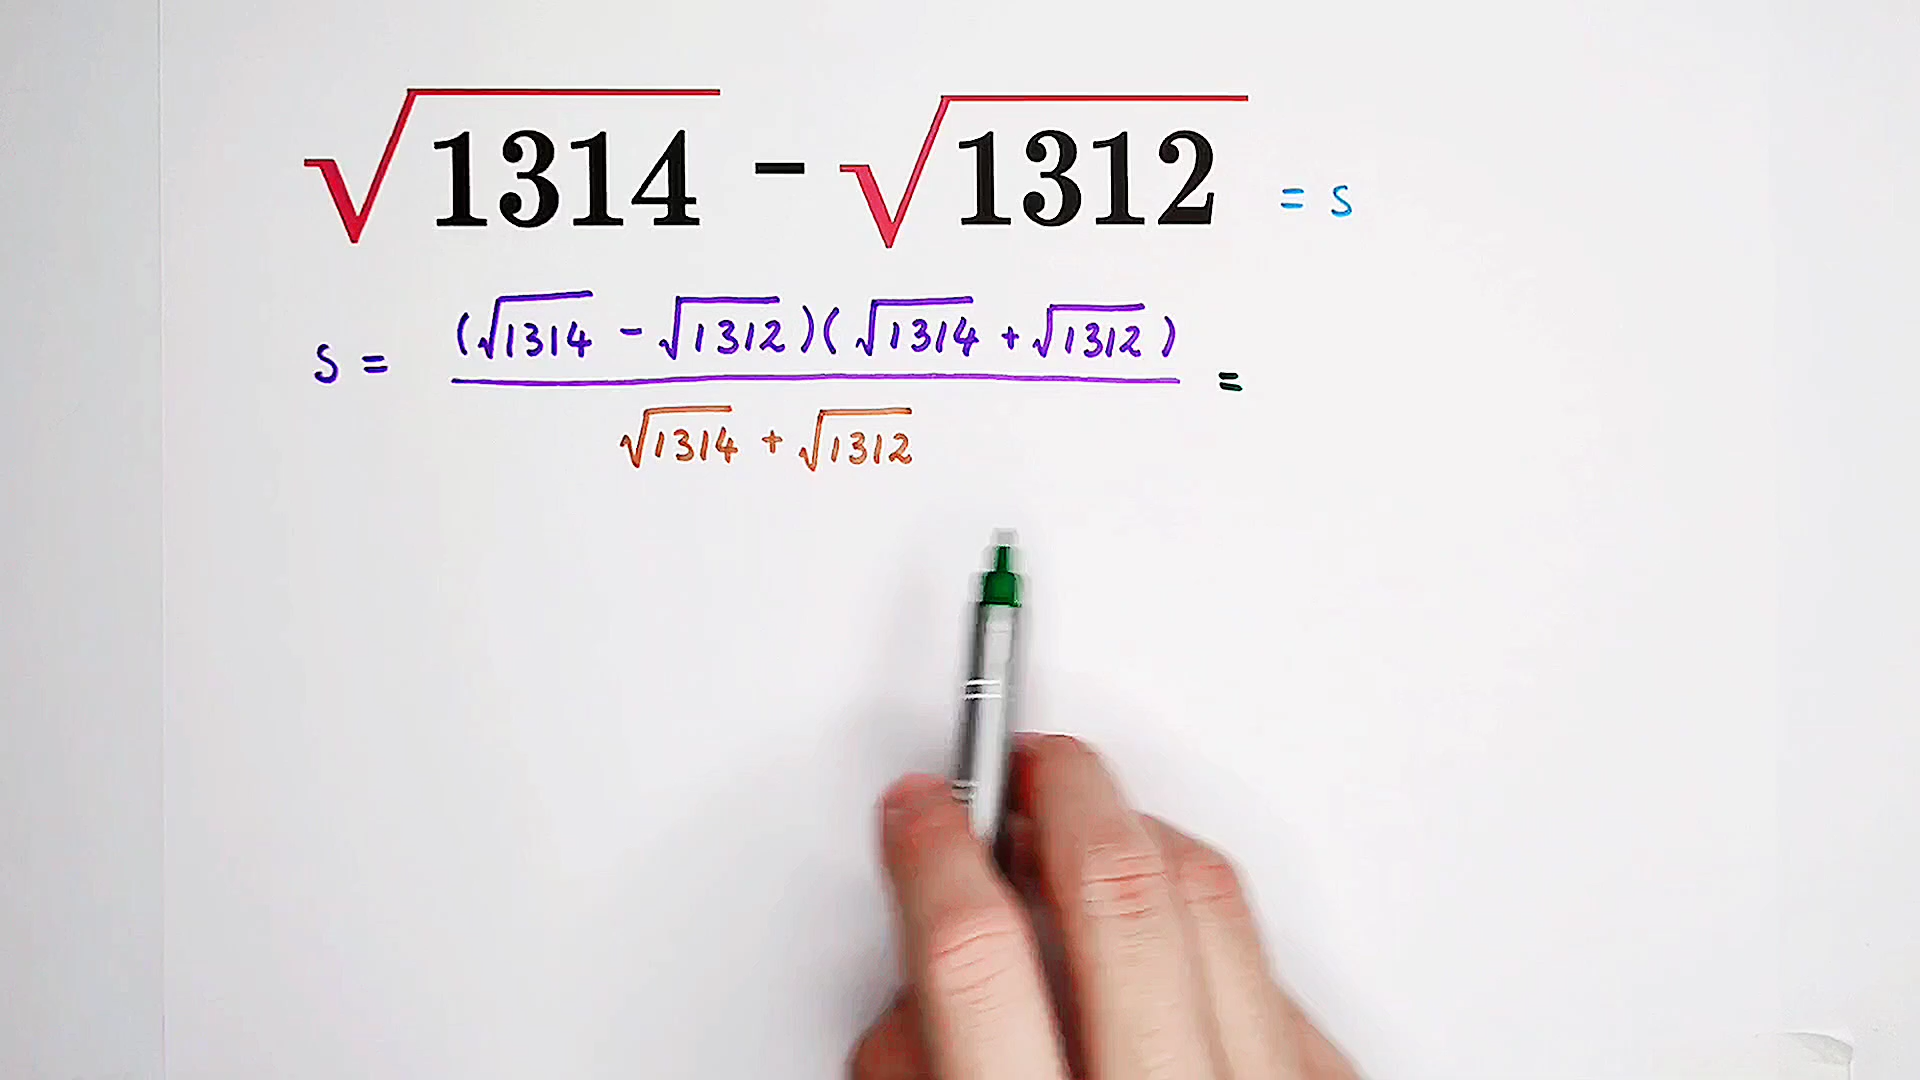 √1314 - √1312 = s
s = (√1314 - √1312)(√1314 + √1312) =
√1314 + √1312